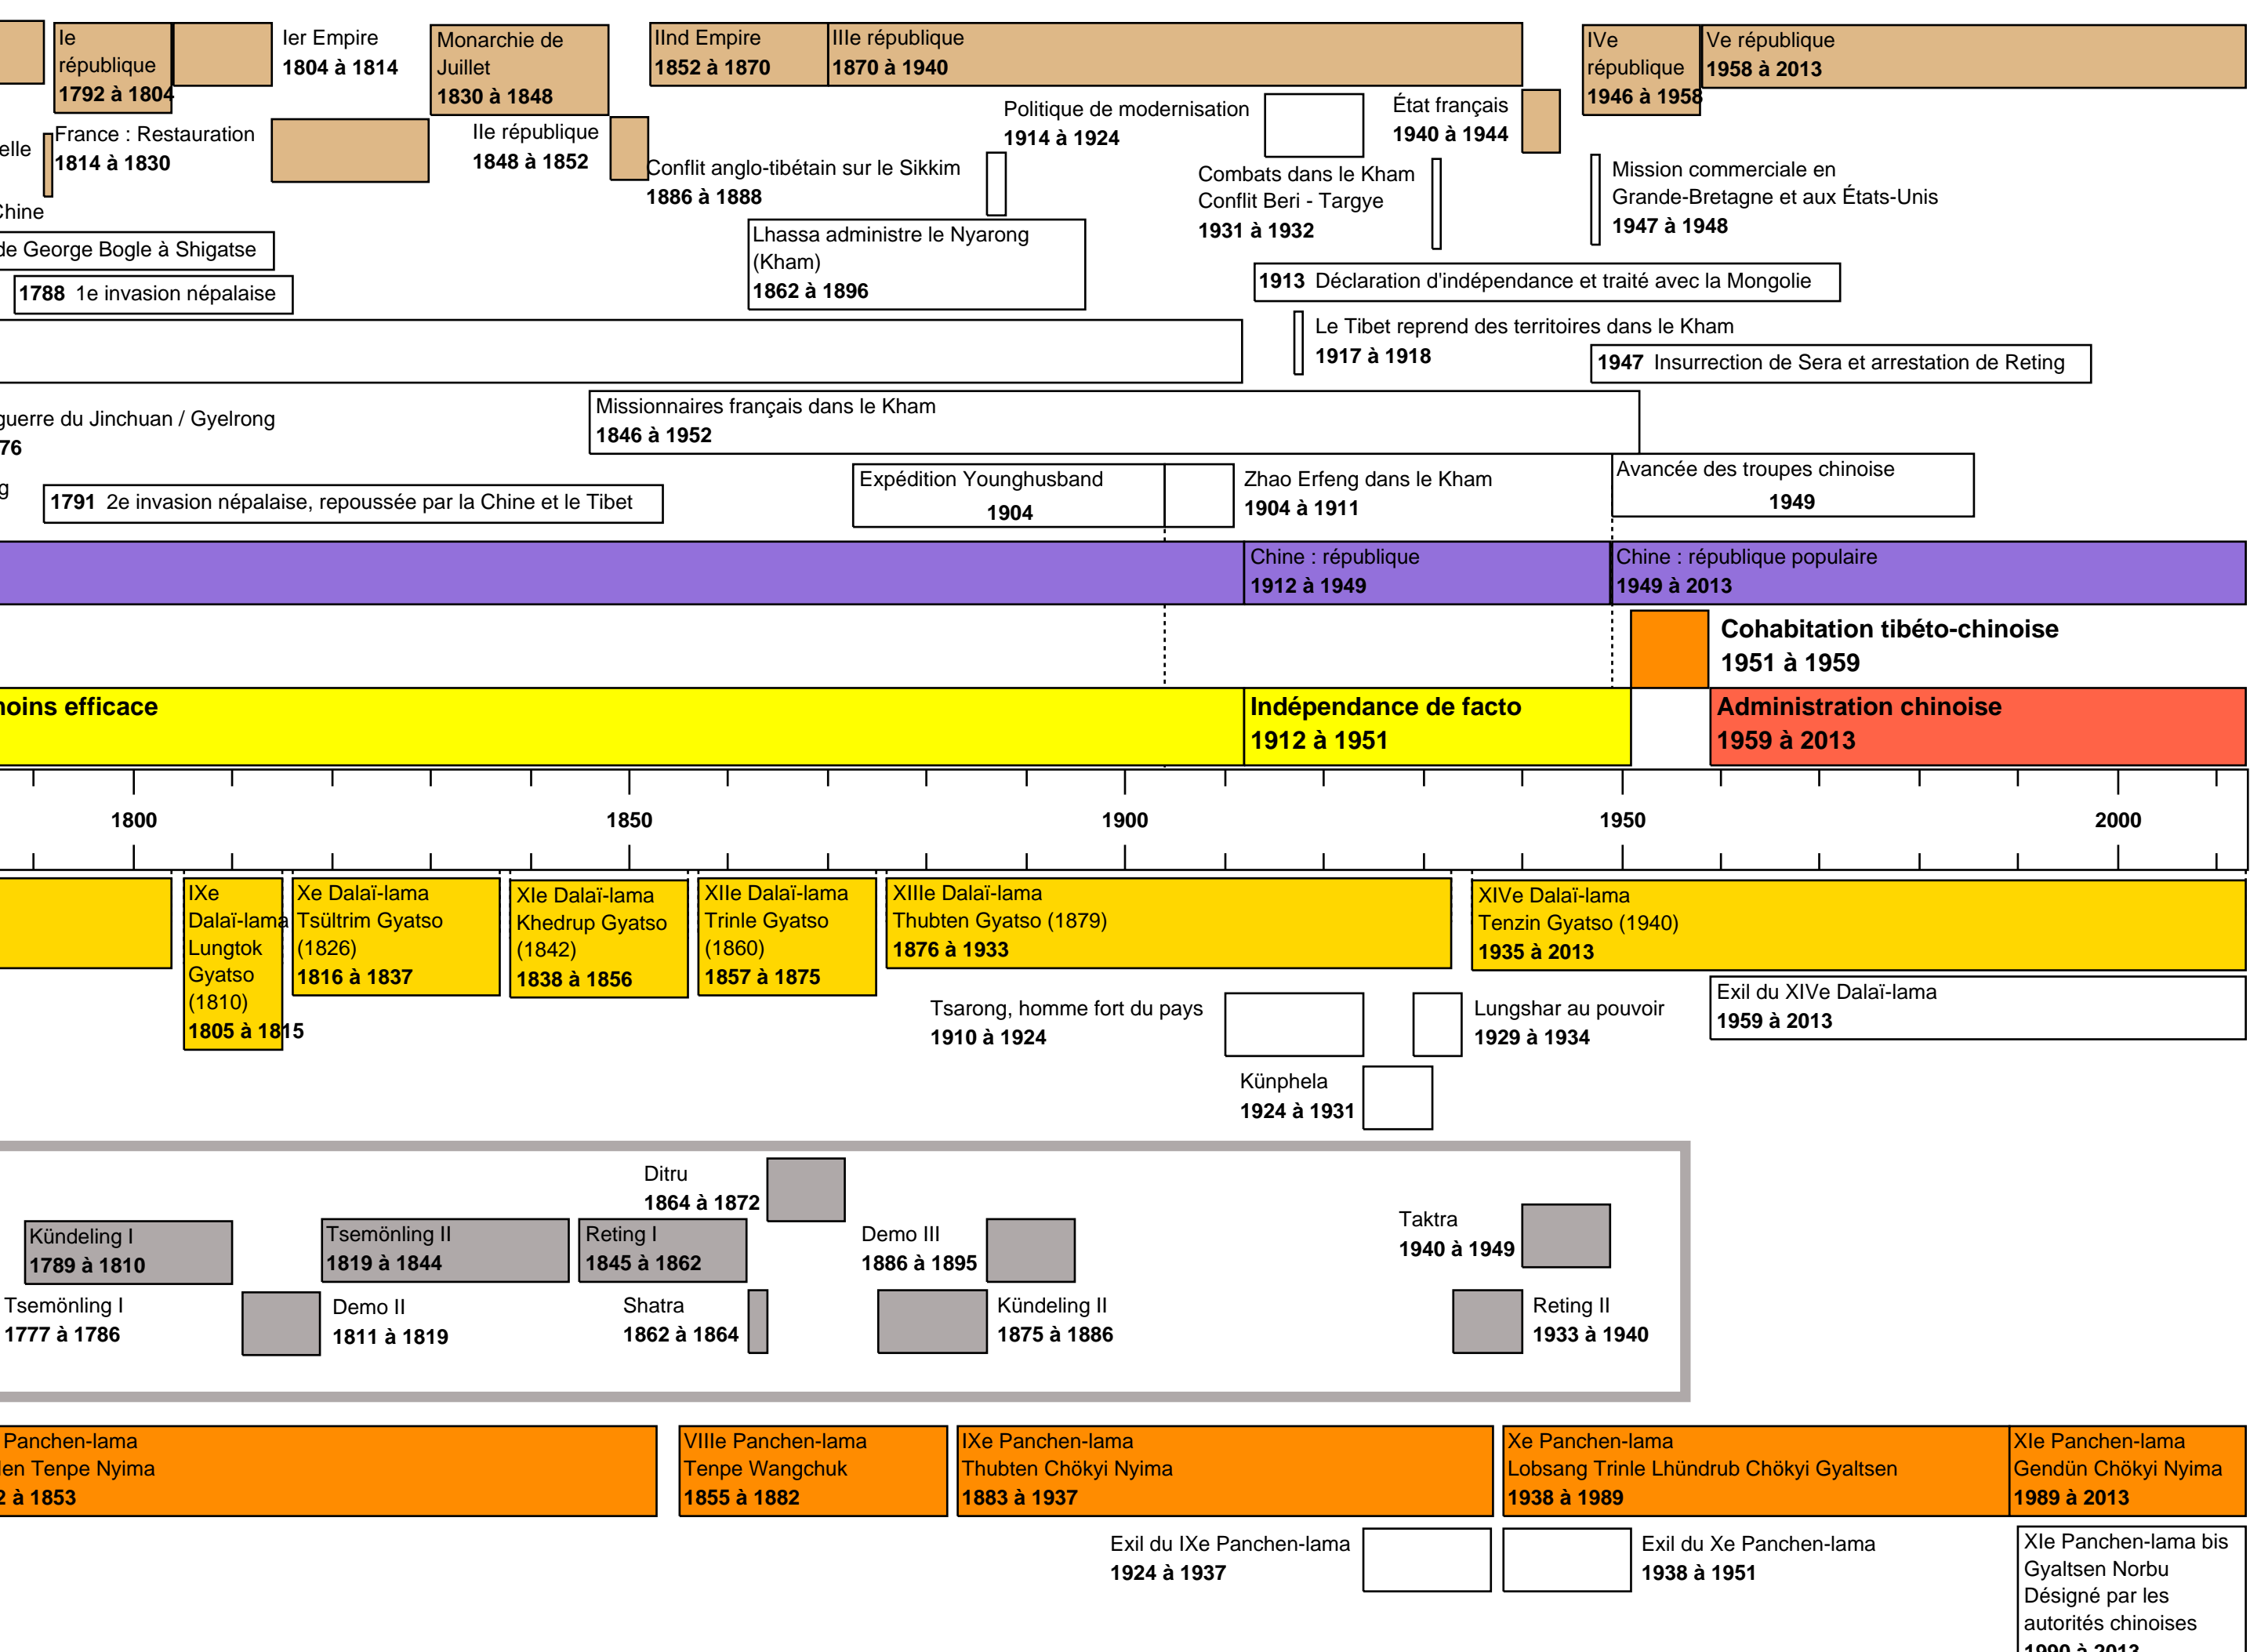 Ie
république
1792 à 1804
Ier Empire
1804 à 1814
Monarchie de
Juillet
1830 à 1848
IInd Empire
1852 à 1870
IIIe république
1870 à 1940
IVe
république
1946 à 1958
Ve république
1958 à 2013
elle
France : Restauration
1814 à 1830
IIe république
1848 à 1852
Politique de modernisation
1914 à 1924
État français
1940 à 1944
Conflit anglo-tibétain sur le Sikkim
1886 à 1888
Combats dans le Kham
Conflit Beri - Targye
1931 à 1932
Mission commerciale en
Grande-Bretagne et aux États-Unis
1947 à 1948
Chine
de George Bogle à Shigatse
Lhassa administre le Nyarong
(Kham)
1862 à 1896
1788 1e invasion népalaise
1913 Déclaration d'indépendance et traité avec la Mongolie
Le Tibet reprend des territoires dans le Kham
1917 à 1918
1947 Insurrection de Sera et arrestation de Reting
guerre du Jinchuan / Gyelrong
76
Missionnaires français dans le Kham
1846 à 1952
g
1791 2e invasion népalaise, repoussée par la Chine et le Tibet
Expédition Younghusband
1904
Zhao Erfeng dans le Kham
1904 à 1911
Avancée des troupes chinoise
1949
Chine : république
1912 à 1949
Chine : république populaire
1949 à 2013
Cohabitation tibéto-chinoise
1951 à 1959
moins efficace
Indépendance de facto
1912 à 1951
Administration chinoise
1959 à 2013
1800 1850 1900 1950 2000
IXe
Dalaï-lama
Lungtok
Gyatso
(1810)
1805 à 1815
Xe Dalaï-lama
Tsültrim Gyatso
(1826)
1816 à 1837
XIe Dalaï-lama
Khedrup Gyatso
(1842)
1838 à 1856
XIIe Dalaï-lama
Trinle Gyatso
(1860)
1857 à 1875
XIIIe Dalaï-lama
Thubten Gyatso (1879)
1876 à 1933
XIVe Dalaï-lama
Tenzin Gyatso (1940)
1935 à 2013
Tsarong, homme fort du pays
1910 à 1924
Lungshar au pouvoir
1929 à 1934
Exil du XIVe Dalaï-lama
1959 à 2013
Künphela
1924 à 1931
Ditru
1864 à 1872
Kündeling I
1789 à 1810
Tsemönling II
1819 à 1844
Reting I
1845 à 1862
Demo III
1886 à 1895
Taktra
1940 à 1949
Tsemönling I
1777 à 1786
Demo II
1811 à 1819
Shatra
1862 à 1864
Kündeling II
1875 à 1886
Reting II
1933 à 1940
Panchen-lama
en Tenpe Nyima
2 à 1853
VIIIe Panchen-lama
Tenpe Wangchuk
1855 à 1882
IXe Panchen-lama
Thubten Chökyi Nyima
1883 à 1937
Xe Panchen-lama
Lobsang Trinle Lhündrub Chökyi Gyaltsen
1938 à 1989
XIe Panchen-lama
Gendün Chökyi Nyima
1989 à 2013
Exil du IXe Panchen-lama
1924 à 1937
Exil du Xe Panchen-lama
1938 à 1951
XIe Panchen-lama bis
Gyaltsen Norbu
Désigné par les
autorités chinoises
1990 à 2013